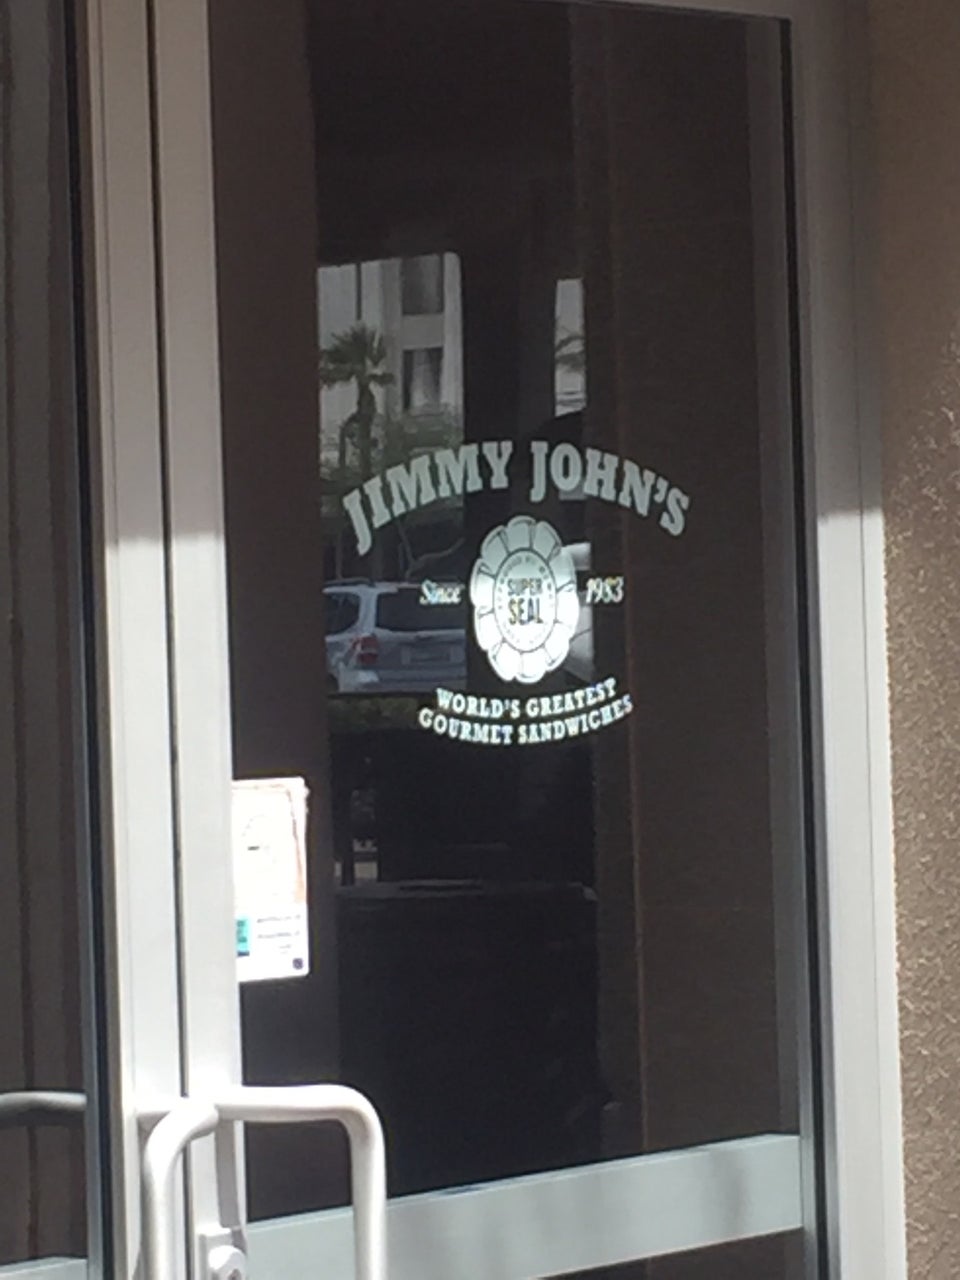 JIMMY JOHN'S
Since 1983
SUPER
SEAL
WORLD'S GREATEST
GOURMET SANDWICHES